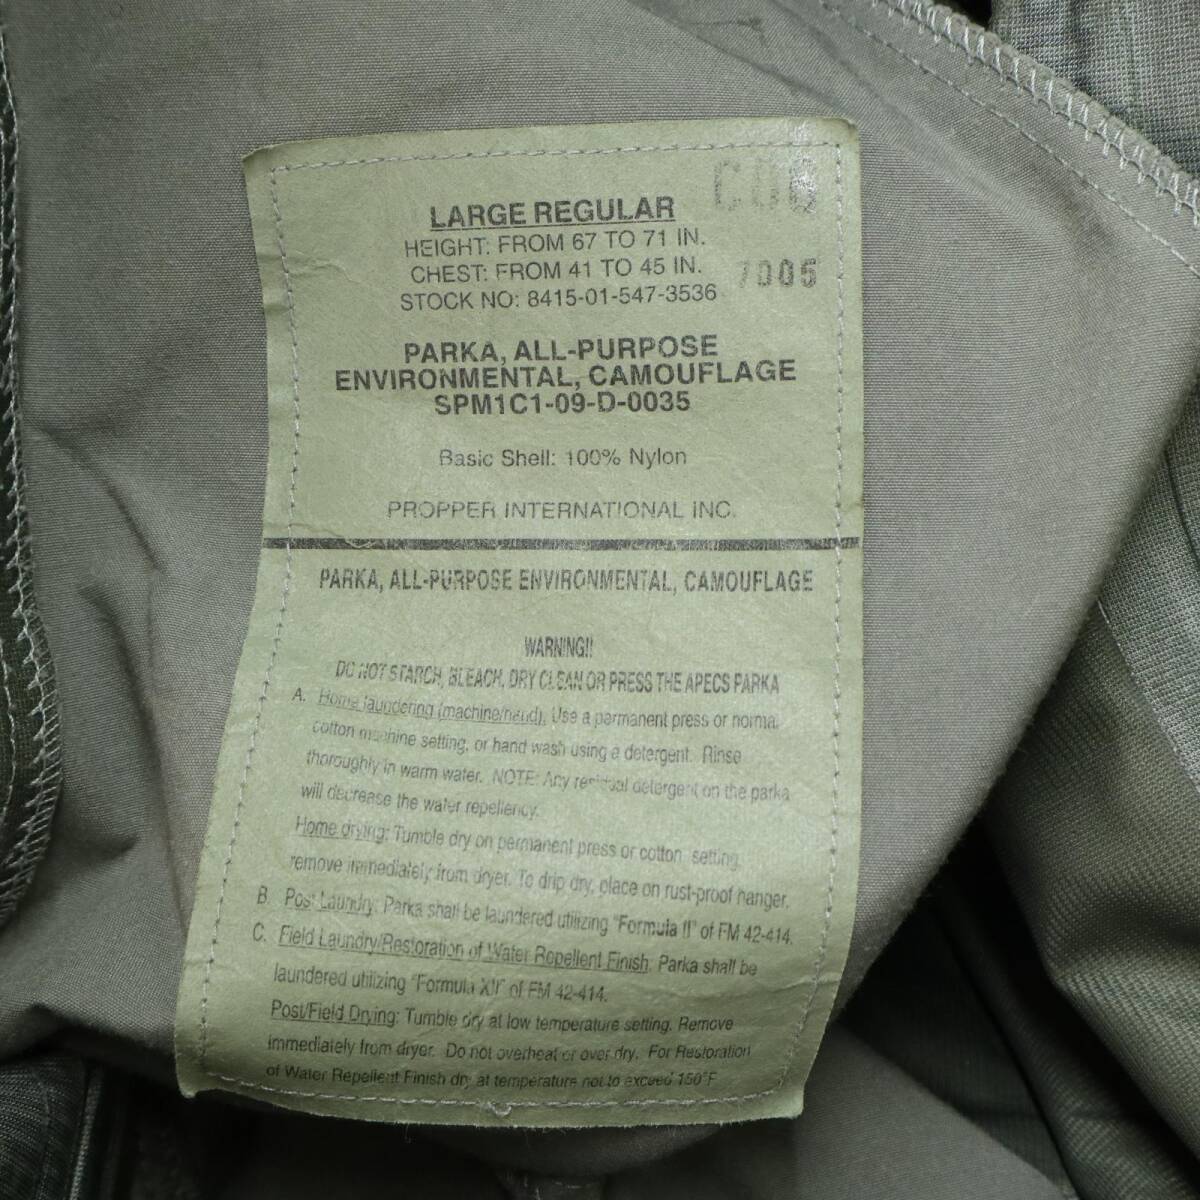 LARGE REGULAR
HEIGHT: FROM 67 TO 71 IN.
CHEST: FROM 41 TO 45 IN. 7005
STOCK NO: 8415-01-547-3536
PARKA, ALL-PURPOSE
ENVIRONMENTAL, CAMOUFLAGE
SPM1C1-09-D-0035
Basic Shell: 100% Nylon
PROPPER INTERNATIONAL INC.
PARKA, ALL-PURPOSE ENVIRONMENTAL, CAMOUFLAGE
WARNING!!
DO NOT STARCH, BLEACH, DRY CLEAN OR PRESS THE APECS PARKA
A. Home laundering (machine/hand). Use a permanent press or normal
cotton machine setting, or hand wash using a detergent. Rinse
thoroughly in warm water. NOTE: Any residual detergent on the parka
will decrease the water repellency.
Home drying: Tumble dry on permanent press or cotton setting,
remove immediately from dryer. To drip dry, place on rust-proof hanger.
B. Post Laundry: Parka shall be laundered utilizing "Formula II" of FM 42-414.
C. Field Laundry/Restoration of Water Repellent Finish. Parka shall be
laundered utilizing "Formula XII" of FM 42-414.
Post/Field Drying: Tumble dry at low temperature setting. Remove
immediately from dryer. Do not overheat or over dry. For Restoration
of Water Repellent Finish dry at temperature not to exceed 150°F